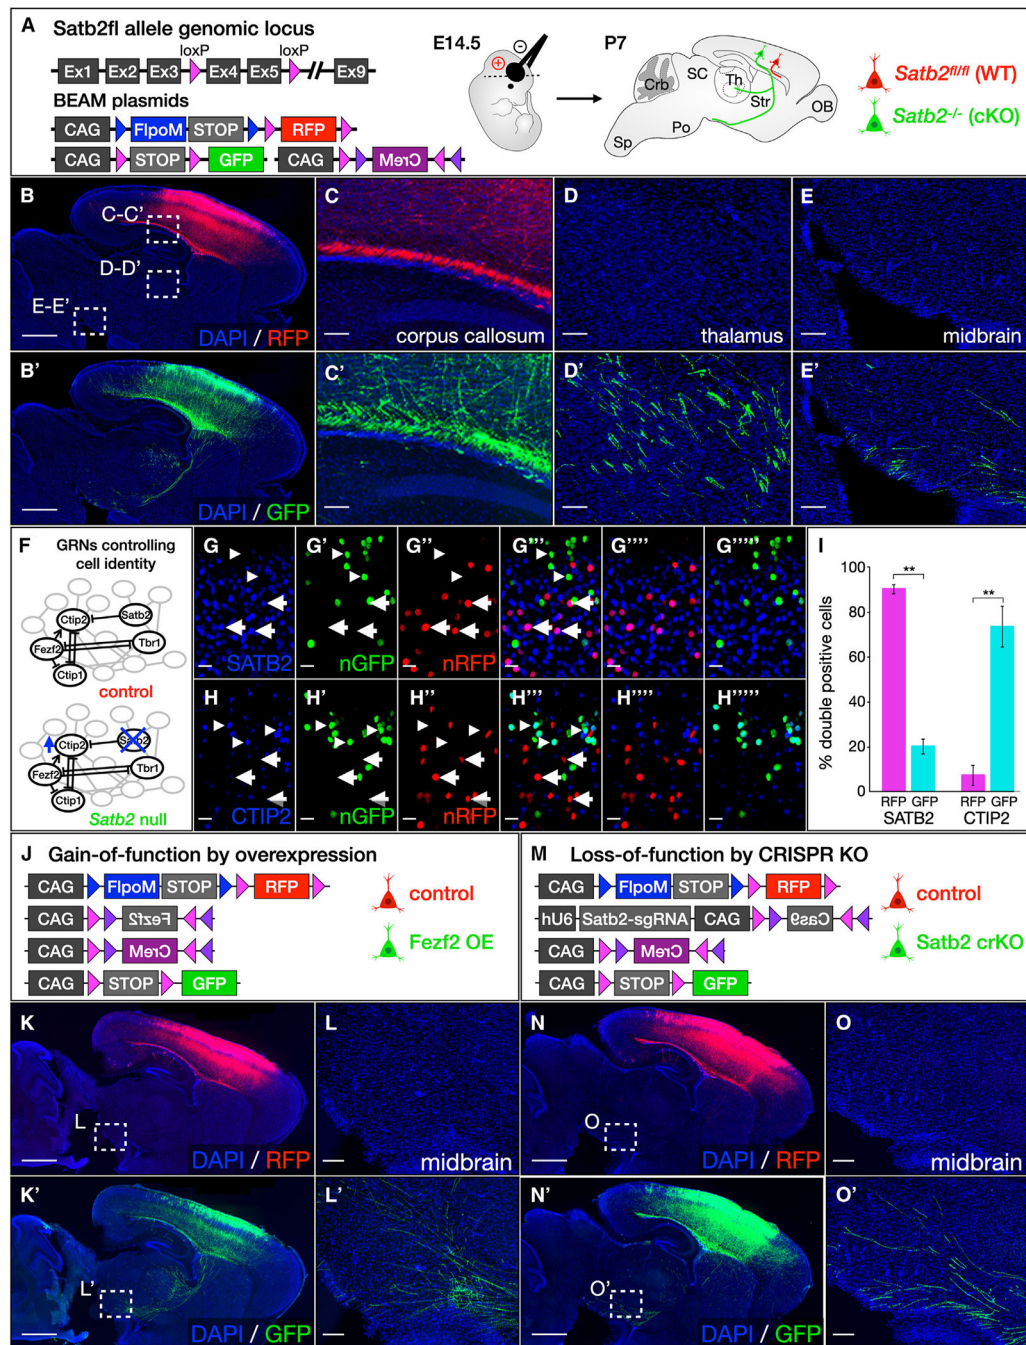 A Satb2fl allele genomic locus
loxP loxP
Ex1 Ex2 Ex3 Ex4 Ex5 Ex9
BEAM plasmids
CAG FlpoM STOP RFP
CAG STOP GFP CAG CreM
E14.5 P7
+ -
Crb SC Th Str OB Po Sp
Satb2fl/fl (WT)
Satb2-/- (cKO)
B C-C’ D-D’ E-E’ DAPI / RFP
C corpus callosum
D thalamus
E midbrain
B’ DAPI / GFP
C’
D’
E’
F GRNs controlling
cell identity
Ctip2 Satb2
Fezf2 Tbr1
Ctip1
control
Ctip2 Satb2
Fezf2 Tbr1
Ctip1
Satb2 null
G SATB2
G’ nGFP
G’’ nRFP
G’’’
G’’’’
G’’’’’
H CTIP2
H’ nGFP
H’’ nRFP
H’’’
H’’’’
H’’’’’
I
% double positive cells
100
80
60
40
20
0
** **
RFP GFP RFP GFP
SATB2 CTIP2
J Gain-of-function by overexpression
CAG FlpoM STOP RFP
CAG Fezf2
CAG CreM
CAG STOP GFP
control
Fezf2 OE
M Loss-of-function by CRISPR KO
CAG FlpoM STOP RFP
hU6 Satb2-sgRNA CAG Cas9
CAG CreM
CAG STOP GFP
control
Satb2 crKO
K L DAPI / RFP
L midbrain
N O DAPI / RFP
O midbrain
K’ L’ DAPI / GFP
L’
N’ O’ DAPI / GFP
O’